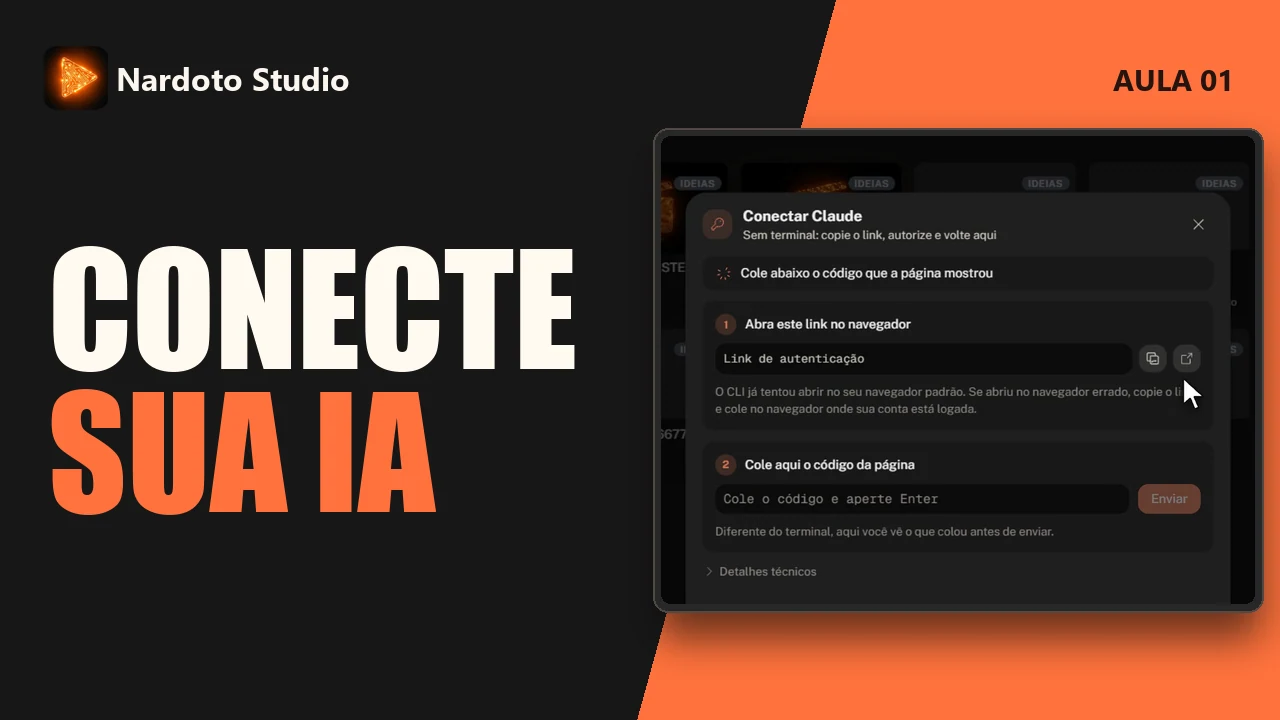 Nardoto Studio
AULA 01
CONECTE
SUA IA
IDEIAS
IDEIAS
IDEIAS
IDEIAS
Conectar Claude
Sem terminal: copie o link, autorize e volte aqui
Cole abaixo o código que a página mostrou
1
Abra este link no navegador
Link de autenticação
O CLI já tentou abrir no seu navegador padrão. Se abriu no navegador errado, copie o
e cole no navegador onde sua conta está logada.
2
Cole aqui o código da página
Cole o código e aperte Enter
Enviar
Diferente do terminal, aqui você vê o que colou antes de enviar.
Detalhes técnicos